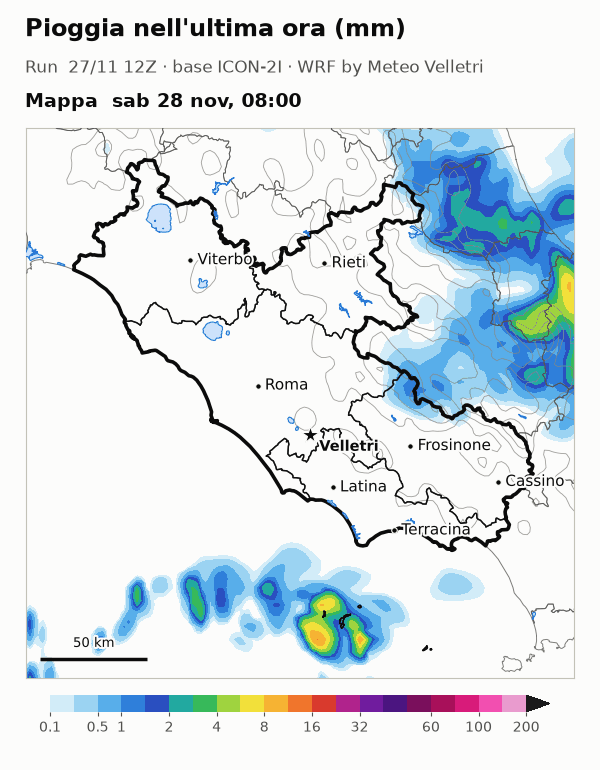 Pioggia nell'ultima ora (mm)
Run  27/11 12Z · base ICON-2I · WRF by Meteo Velletri
Mappa  sab 28 nov, 08:00
Viterbo
Rieti
Roma
Velletri
Frosinone
Latina
Cassino
Terracina
50 km
0.1 0.5 1 2 4 8 16 32 60 100 200